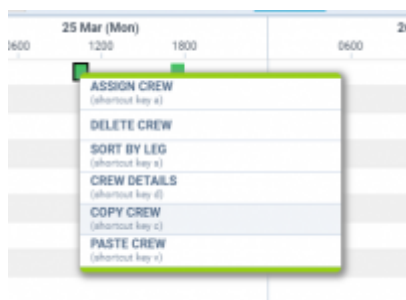 25 Mar (Mon)
0600 1200 1800 0600
ASSIGN CREW
(shortcut key a)
DELETE CREW
SORT BY LEG
(shortcut key s)
CREW DETAILS
(shortcut key d)
COPY CREW
(shortcut key c)
PASTE CREW
(shortcut key v)